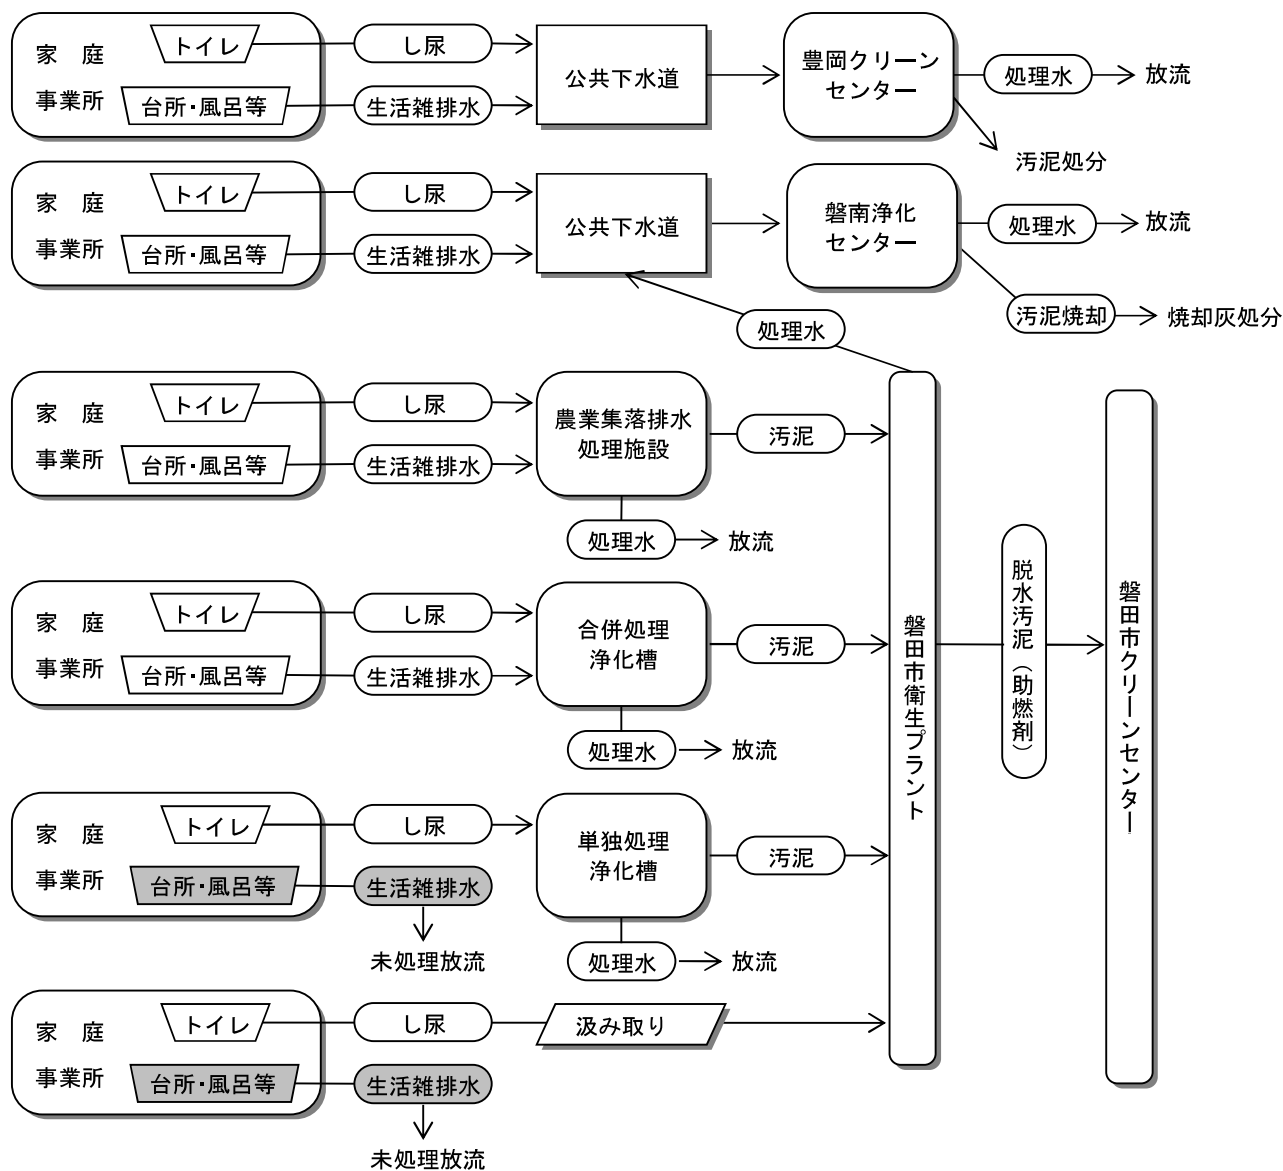 家　庭
事業所
トイレ
台所・風呂等
し尿
生活雑排水
公共下水道
豊岡クリーン
センター
処理水
放流
汚泥処分
家　庭
事業所
トイレ
台所・風呂等
し尿
生活雑排水
公共下水道
磐南浄化
センター
処理水
放流
汚泥焼却
焼却灰処分
処理水
家　庭
事業所
トイレ
台所・風呂等
し尿
生活雑排水
農業集落排水
処理施設
汚泥
処理水
放流
家　庭
事業所
トイレ
台所・風呂等
し尿
生活雑排水
合併処理
浄化槽
汚泥
処理水
放流
家　庭
事業所
トイレ
台所・風呂等
し尿
生活雑排水
未処理放流
単独処理
浄化槽
汚泥
処理水
放流
家　庭
事業所
トイレ
台所・風呂等
し尿
生活雑排水
未処理放流
汲み取り
磐田市衛生プラント
脱水汚泥（助燃剤）
磐田市クリーンセンター